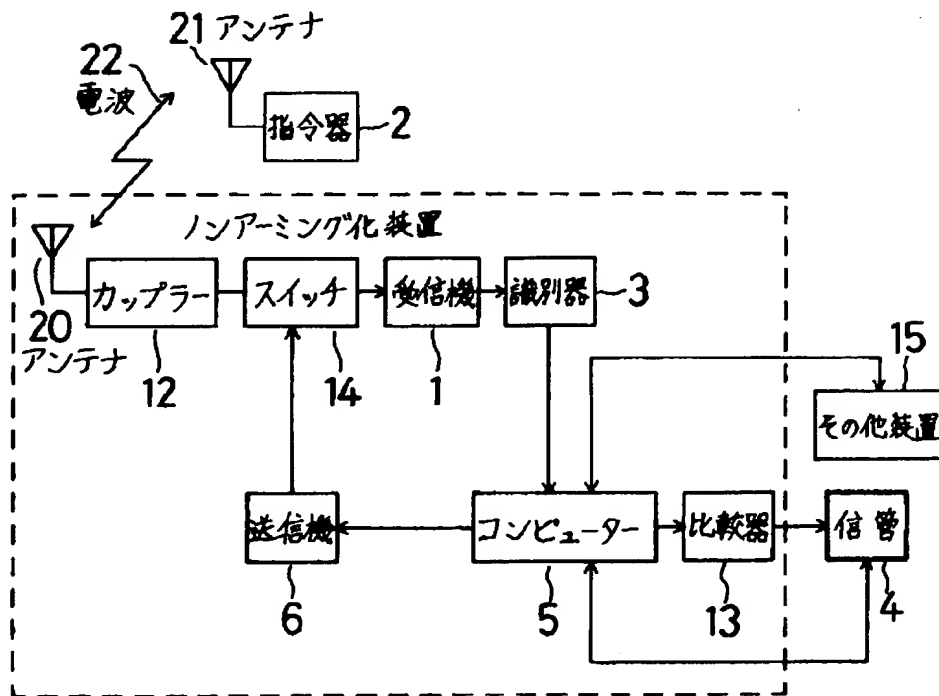 21 アンテナ
22
電波
指令器
2
ノンアーミング化装置
カップラー
スイッチ
受信機
識別器
3
20
アンテナ
12
14
1
15
その他装置
送信機
コンピューター
比較器
信管
6
5
13
4